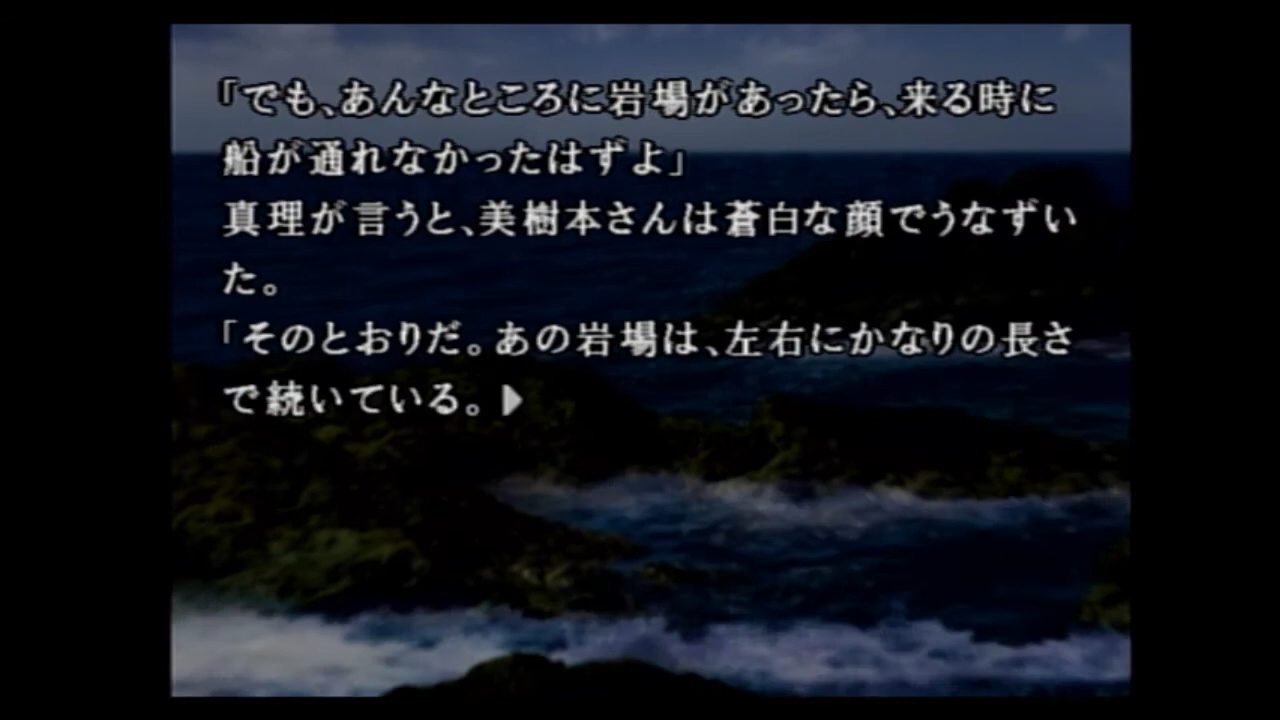 「でも、あんなところに岩場があったら、来る時に
船が通れなかったはずよ」
真理が言うと、美樹本さんは蒼白な顔でうなずい
た。
「そのとおりだ。あの岩場は、左右にかなりの長さ
で続いている。